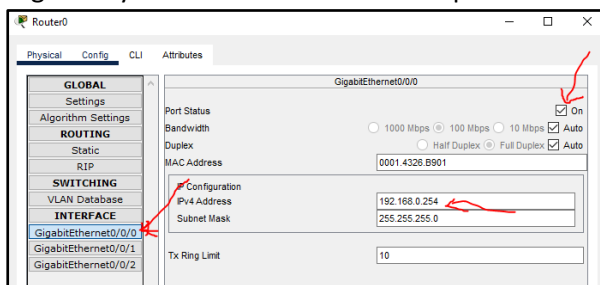 Router0
Physical Config CLI Attributes
GLOBAL
Settings
Algorithm Settings
ROUTING
Static
RIP
SWITCHING
VLAN Database
INTERFACE
GigabitEthernet0/0/0
GigabitEthernet0/0/1
GigabitEthernet0/0/2
GigabitEthernet0/0/0
Port Status On
Bandwidth 1000 Mbps 100 Mbps 10 Mbps Auto
Duplex Half Duplex Full Duplex Auto
MAC Address 0001.4326.B901
IP Configuration
IPv4 Address 192.168.0.254
Subnet Mask 255.255.255.0
Tx Ring Limit 10